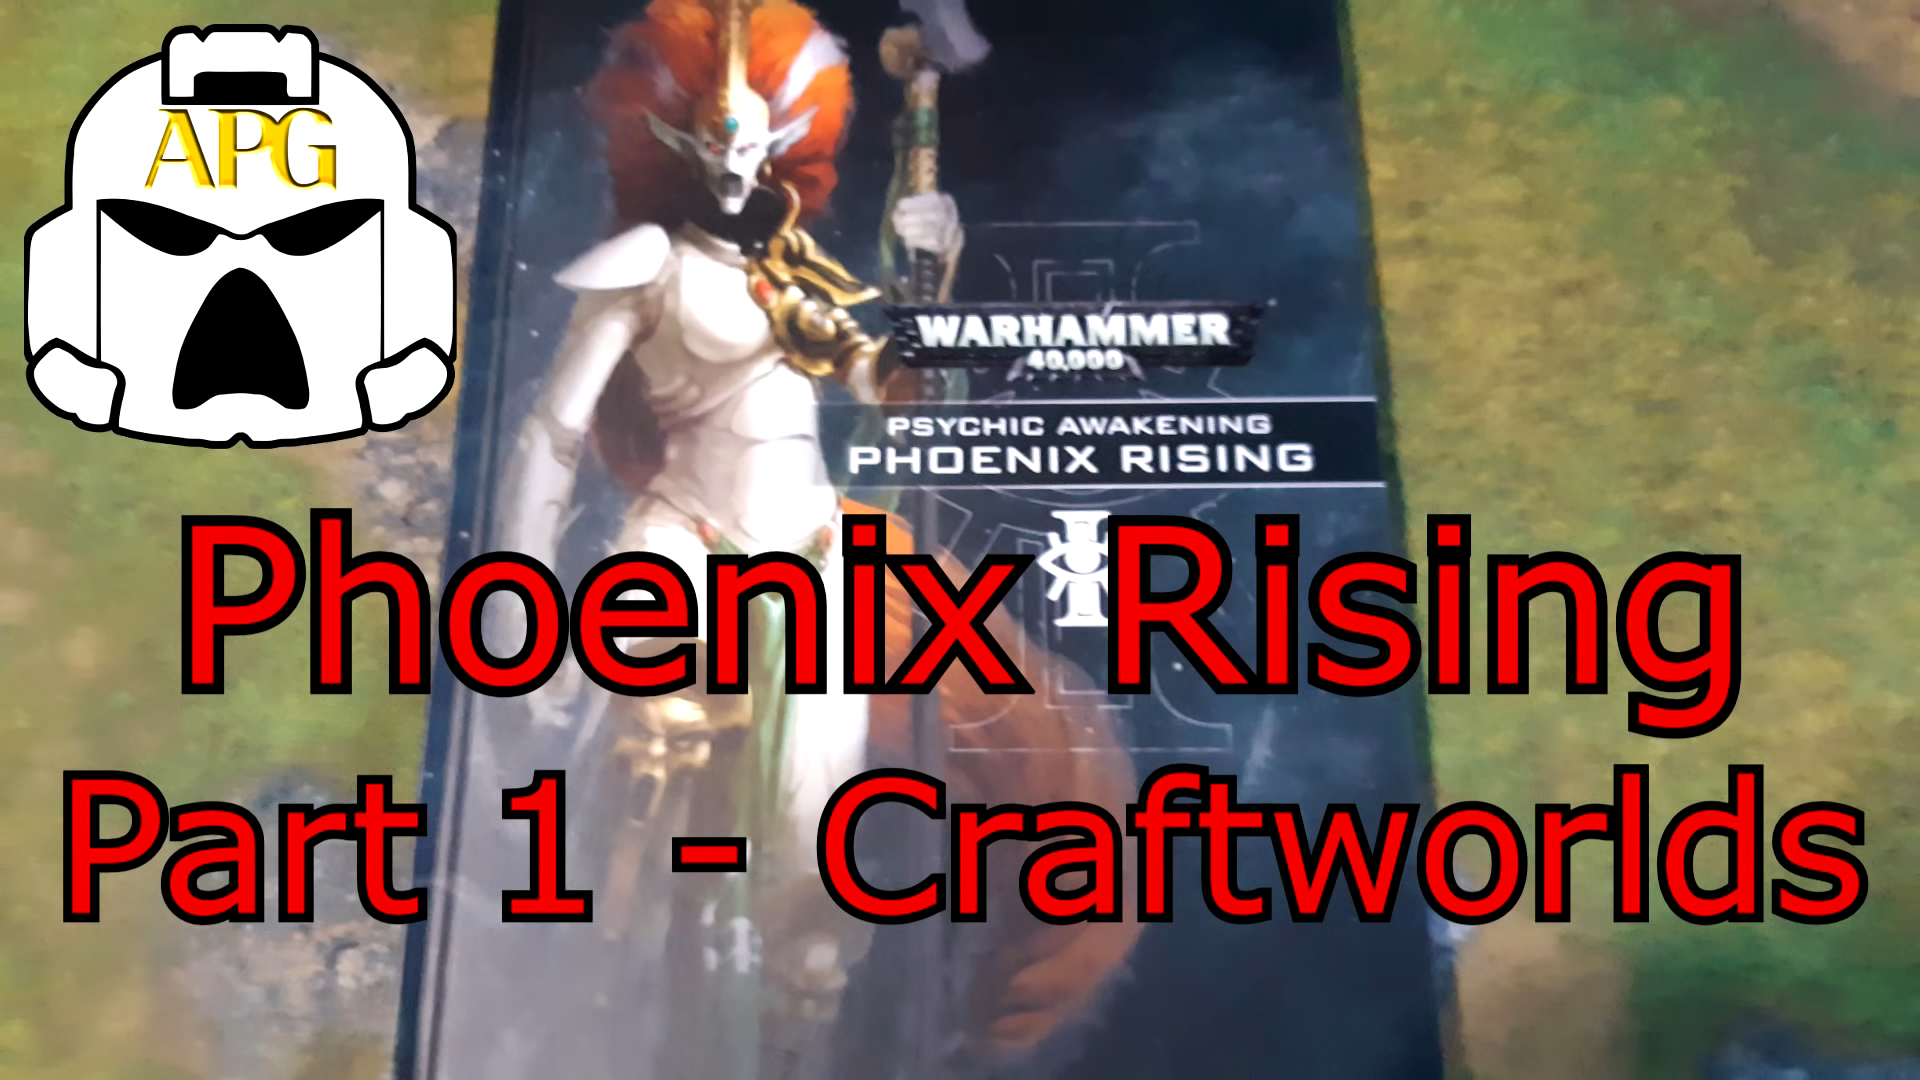 APG
WARHAMMER
40,000
PSYCHIC AWAKENING
PHOENIX RISING
Phoenix Rising
Part 1 - Craftworlds